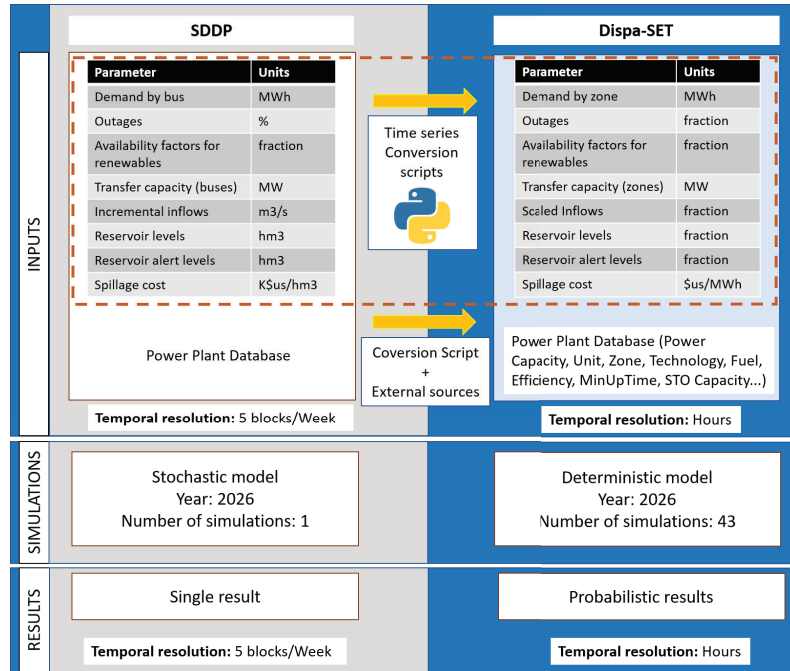 SDDP
Dispa-SET
INPUTS
Parameter Units
Demand by bus MWh
Outages %
Availability factors for fraction
renewables
Transfer capacity (buses) MW
Incremental inflows m3/s
Reservoir levels hm3
Reservoir alert levels hm3
Spillage cost K$us/hm3
Time series
Conversion
scripts
Parameter Units
Demand by zone MWh
Outages fraction
Availability factors for fraction
renewables
Transfer capacity (zones) MW
Scaled Inflows fraction
Reservoir levels fraction
Reservoir alert levels fraction
Spillage cost $us/MWh
Power Plant Database
Coversion Script
+
External sources
Power Plant Database (Power
Capacity, Unit, Zone, Technology, Fuel,
Efficiency, MinUpTime, STO Capacity...)
Temporal resolution: 5 blocks/Week
Temporal resolution: Hours
SIMULATIONS
Stochastic model
Year: 2026
Number of simulations: 1
Deterministic model
Year: 2026
Number of simulations: 43
RESULTS
Single result
Probabilistic results
Temporal resolution: 5 blocks/Week
Temporal resolution: Hours